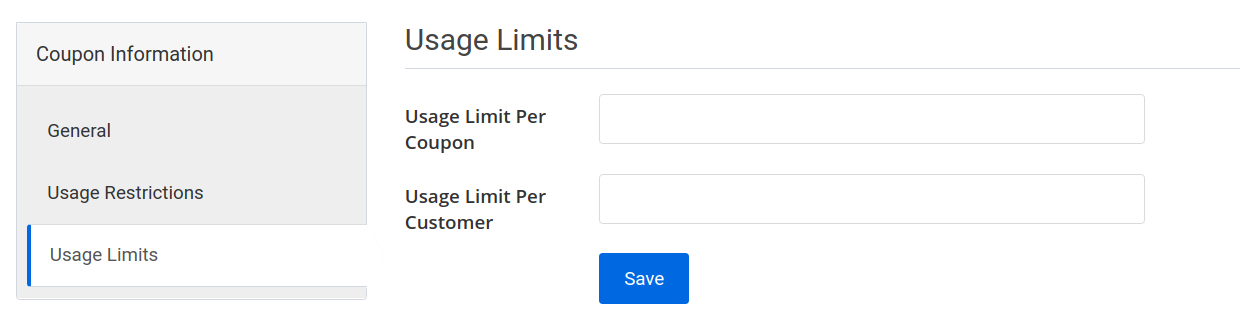 Coupon Information
General
Usage Restrictions
Usage Limits
Usage Limits
Usage Limit Per
Coupon
Usage Limit Per
Customer
Save